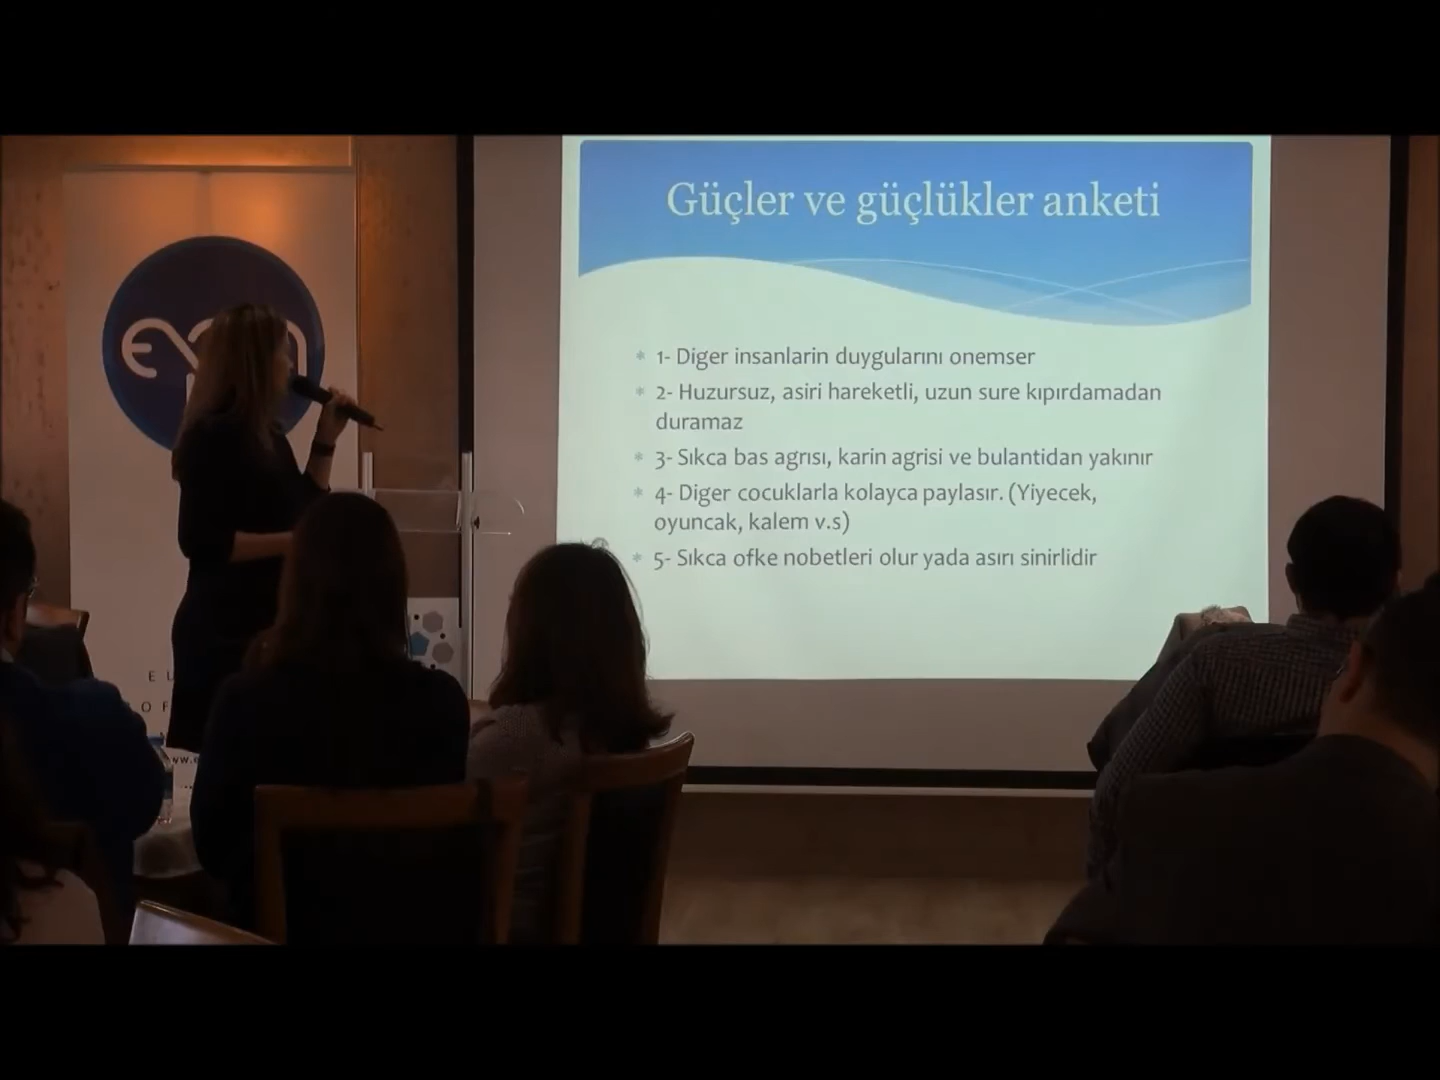 Güçler ve güçlükler anketi
1- Diger insanlarin duygularını onemser
2- Huzursuz, asiri hareketli, uzun sure kıpırdamadan
duramaz
3- Sıkca bas agrısı, karin agrisi ve bulantidan yakınır
4- Diger cocuklarla kolayca paylasır. (Yiyecek,
oyuncak, kalem v.s)
5- Sıkca ofke nobetleri olur yada asırı sinirlidir